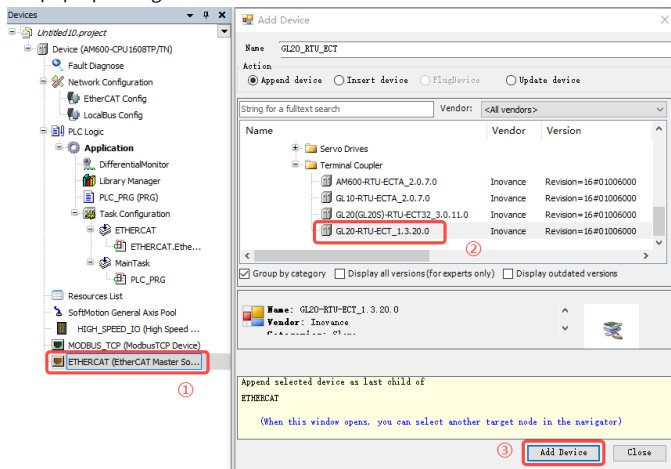 Devices
Untitled10.project
Device (AM600-CPU1608TP/TN)
Fault Diagnose
Network Configuration
EtherCAT Config
LocalBus Config
PLC Logic
Application
DifferentialMonitor
Library Manager
PLC_PRG (PRG)
Task Configuration
ETHERCAT
ETHERCAT.Ethe...
MainTask
PLC_PRG
Resources List
SoftMotion General Axis Pool
HIGH_SPEED_IO (High Speed ...
MODBUS_TCP (ModbusTCP Device)
ETHERCAT (EtherCAT Master So...
①
Add Device
Name GL20_RTU_ECT
Action
Append device Insert device PlugDevice Update device
String for a fulltext search Vendor: <All vendors>
Name Vendor Version
Servo Drives
Terminal Coupler
AM600-RTU-ECTA_2.0.7.0 Inovance Revision=16#01006000
GL10-RTU-ECTA_2.0.7.0 Inovance Revision=16#01006000
GL20(GL20S)-RTU-ECT32_3.0.11.0 Inovance Revision=16#01006000
GL20-RTU-ECT_1.3.20.0 Inovance Revision=16#01006000
②
Group by category Display all versions(for experts only) Display outdated versions
Name: GL20-RTU-ECT_1.3.20.0
Vendor: Inovance
Append selected device as last child of
ETHERCAT
(When this window opens, you can select another target node in the navigator)
③ Add Device Close